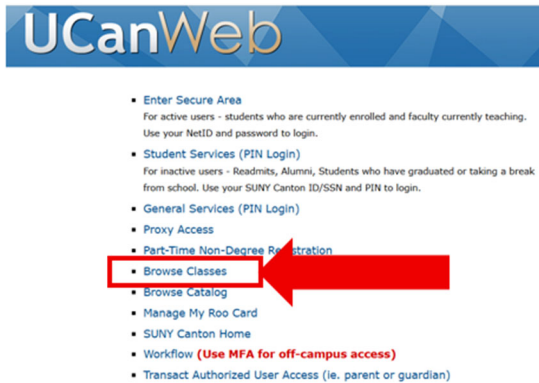 UCanWeb
Enter Secure Area
For active users - students who are currently enrolled and faculty currently teaching.
Use your NetID and password to login.
Student Services (PIN Login)
For inactive users - Readmits, Alumni, Students who have graduated or taking a break
from school. Use your SUNY Canton ID/SSN and PIN to login.
General Services (PIN Login)
Proxy Access
Part-Time Non-Degree stration
Browse Classes
Browse Catalog
Manage My Roo Card
SUNY Canton Home
Workflow (Use MFA for off-campus access)
Transact Authorized User Access (ie. parent or guardian)